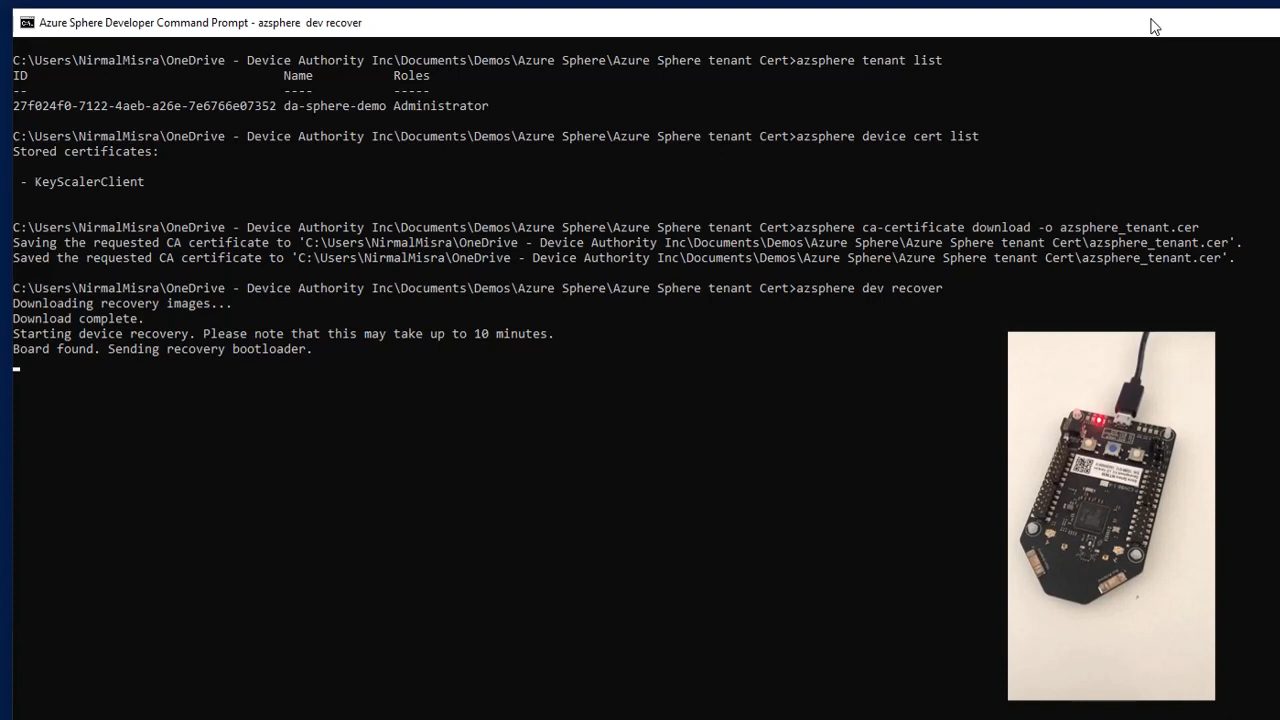 Azure Sphere Developer Command Prompt - azsphere  dev recover
C:\Users\NirmalMisra\OneDrive - Device Authority Inc\Documents\Demos\Azure Sphere\Azure Sphere tenant Cert>azsphere tenant list
ID Name Roles
-- ---- -----
27f024f0-7122-4aeb-a26e-7e6766e07352 da-sphere-demo Administrator
C:\Users\NirmalMisra\OneDrive - Device Authority Inc\Documents\Demos\Azure Sphere\Azure Sphere tenant Cert>azsphere device cert list
Stored certificates:
- KeyScalerClient
C:\Users\NirmalMisra\OneDrive - Device Authority Inc\Documents\Demos\Azure Sphere\Azure Sphere tenant Cert>azsphere ca-certificate download -o azsphere_tenant.cer
Saving the requested CA certificate to 'C:\Users\NirmalMisra\OneDrive - Device Authority Inc\Documents\Demos\Azure Sphere\Azure Sphere tenant Cert\azsphere_tenant.cer'.
Saved the requested CA certificate to 'C:\Users\NirmalMisra\OneDrive - Device Authority Inc\Documents\Demos\Azure Sphere\Azure Sphere tenant Cert\azsphere_tenant.cer'.
C:\Users\NirmalMisra\OneDrive - Device Authority Inc\Documents\Demos\Azure Sphere\Azure Sphere tenant Cert>azsphere dev recover
Downloading recovery images...
Download complete.
Starting device recovery. Please note that this may take up to 10 minutes.
Board found. Sending recovery bootloader.